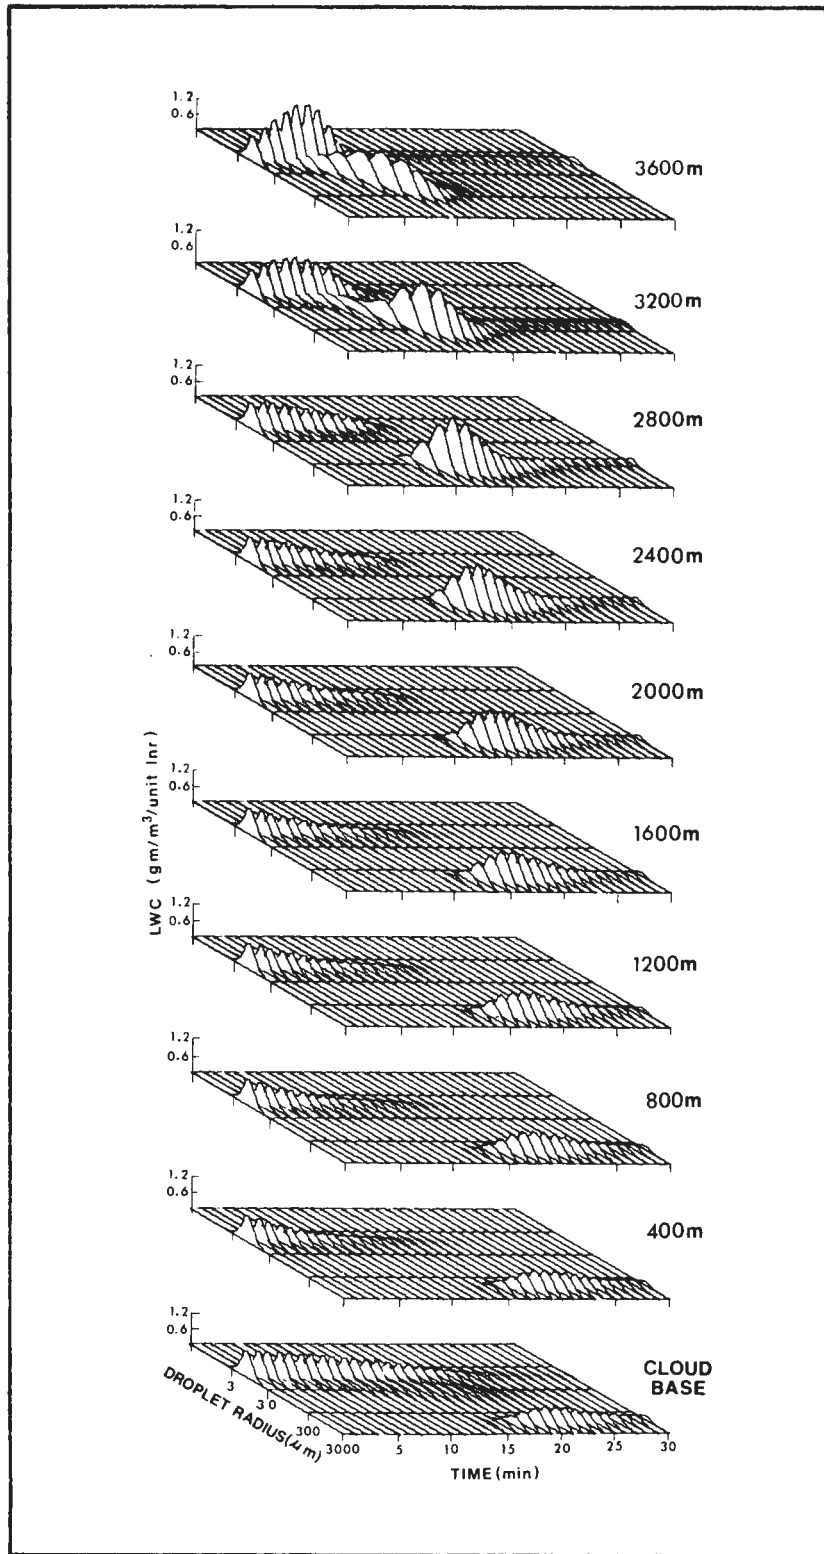 1.2
0.6
3600m
1.2
0.6
3200m
1.2
0.6
2800m
1.2
0.6
2400m
1.2
0.6
2000m
LWC (gm/m³/unit lnr)
1.2
0.6
1600m
1.2
0.6
1200m
1.2
0.6
800m
1.2
0.6
400m
1.2
0.6
CLOUD
BASE
3
30
300
3000
DROPLET RADIUS(μm)
5
10
15
20
25
30
TIME(min)